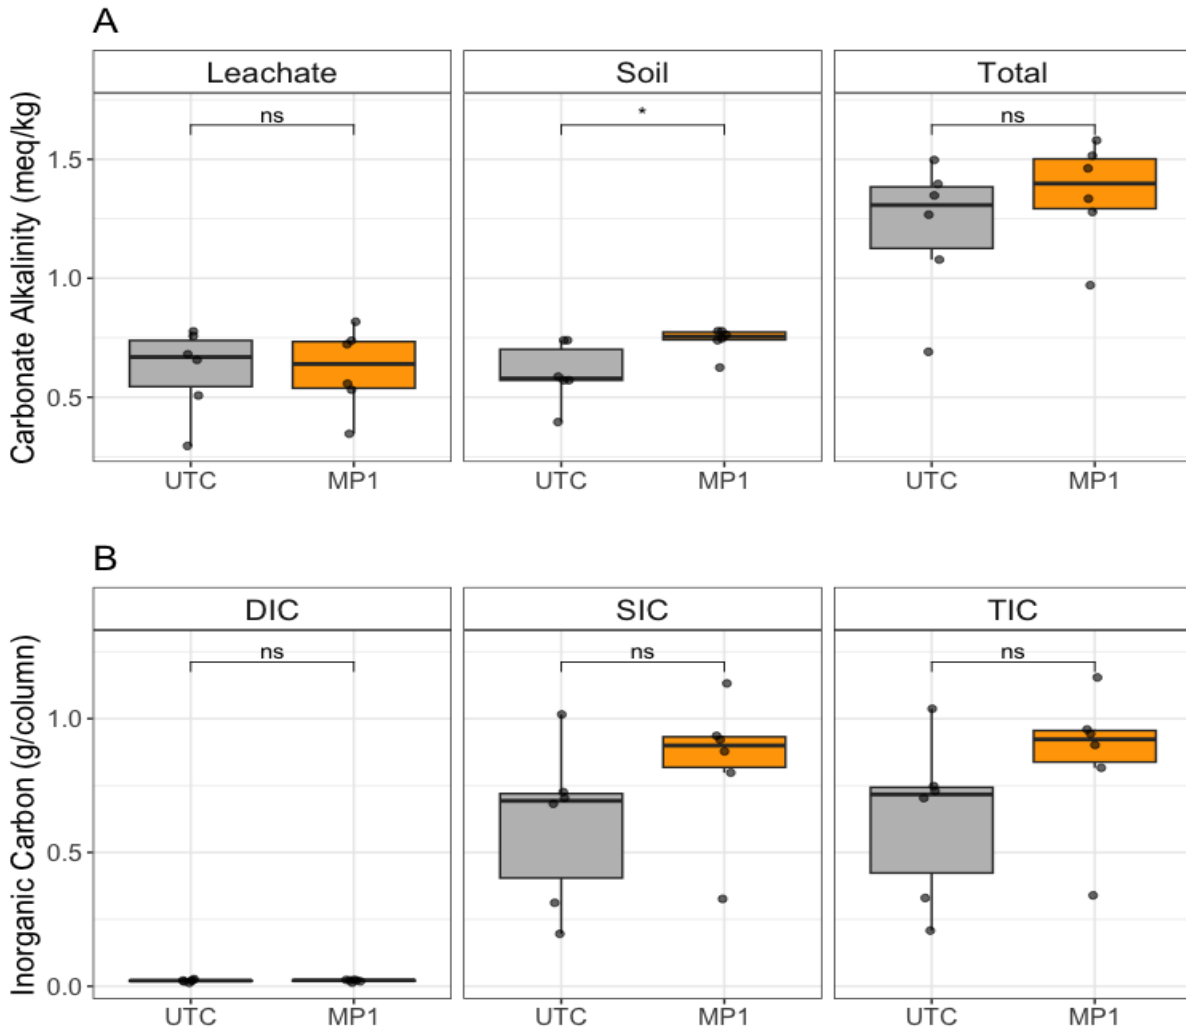 A
Leachate
Soil
Total
Carbonate Alkalinity (meq/kg)
ns
*
ns
1.5
1.0
0.5
UTC
MP1
UTC
MP1
UTC
MP1
B
DIC
SIC
TIC
Inorganic Carbon (g/column)
ns
ns
ns
1.0
0.5
0.0
UTC
MP1
UTC
MP1
UTC
MP1